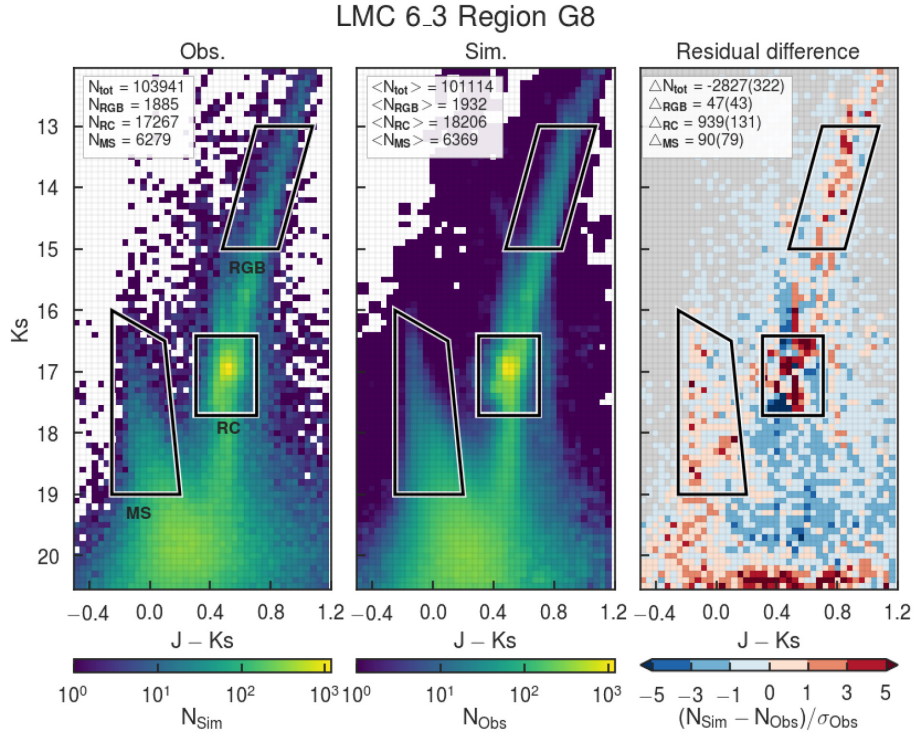 LMC 6_3 Region G8
Obs.
Sim.
Residual difference
N_tot = 103941
N_RGB = 1885
N_RC = 17267
N_MS = 6279
<N_tot> = 101114
<N_RGB> = 1932
<N_RC> = 18206
<N_MS> = 6369
△N_tot = -2827(322)
△_RGB = 47(43)
△_RC = 939(131)
△_MS = 90(79)
13
14
15
16
17
18
19
20
Ks
RGB
RC
MS
−0.4 0.0 0.4 0.8 1.2
−0.4 0.0 0.4 0.8 1.2
−0.4 0.0 0.4 0.8 1.2
J − Ks
J − Ks
J − Ks
10^0 10^1 10^2 10^3
10^0 10^1 10^2 10^3
−5 −3 −1 0 1 3 5
N_Sim
N_Obs
(N_Sim − N_Obs)/σ_Obs